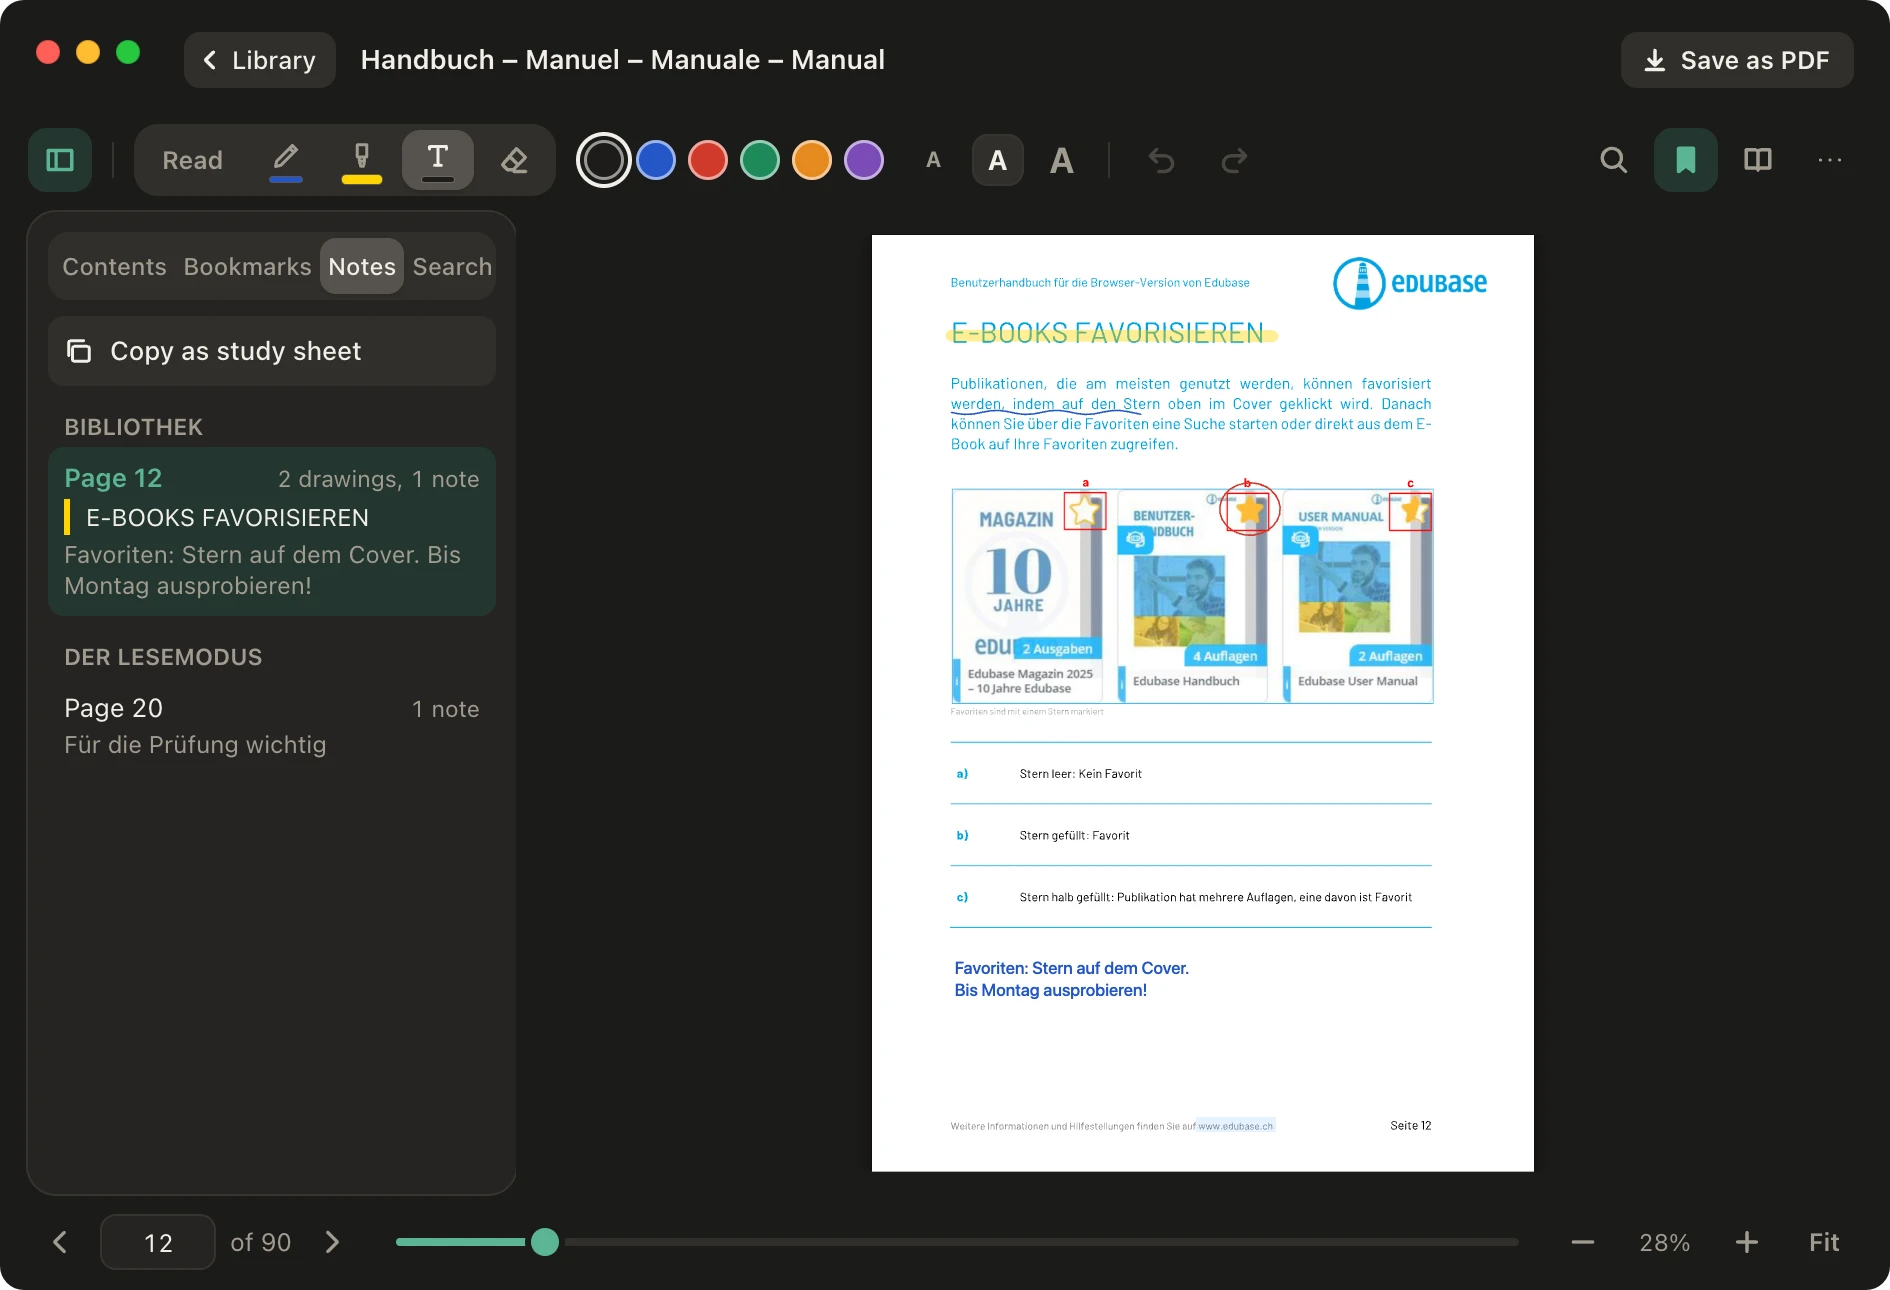 Library
Handbuch – Manuel – Manuale – Manual
Save as PDF
Read
T
A
A
A
Contents
Bookmarks
Notes
Search
Copy as study sheet
BIBLIOTHEK
Page 12
2 drawings, 1 note
E-BOOKS FAVORISIEREN
Favoriten: Stern auf dem Cover. Bis
Montag ausprobieren!
DER LESEMODUS
Page 20
1 note
Für die Prüfung wichtig
Benutzerhandbuch für die Browser-Version von Edubase
EDUBASE
E-BOOKS FAVORISIEREN
Publikationen, die am meisten genutzt werden, können favorisiert
werden, indem auf den Stern oben im Cover geklickt wird. Danach
können Sie über die Favoriten eine Suche starten oder direkt aus dem E-
Book auf Ihre Favoriten zugreifen.
a
b
c
MAGAZIN
10
JAHRE
edu
2 Ausgaben
Edubase Magazin 2025
– 10 Jahre Edubase
BENUTZER-
NDBUCH
4 Auflagen
Edubase Handbuch
USER MANUAL
VERSION
2 Auflagen
Edubase User Manual
Favoriten sind mit einem Stern markiert
a)
Stern leer: Kein Favorit
b)
Stern gefüllt: Favorit
c)
Stern halb gefüllt: Publikation hat mehrere Auflagen, eine davon ist Favorit
Favoriten: Stern auf dem Cover.
Bis Montag ausprobieren!
Weitere Informationen und Hilfestellungen finden Sie auf www.edubase.ch
Seite 12
12
of 90
28%
Fit